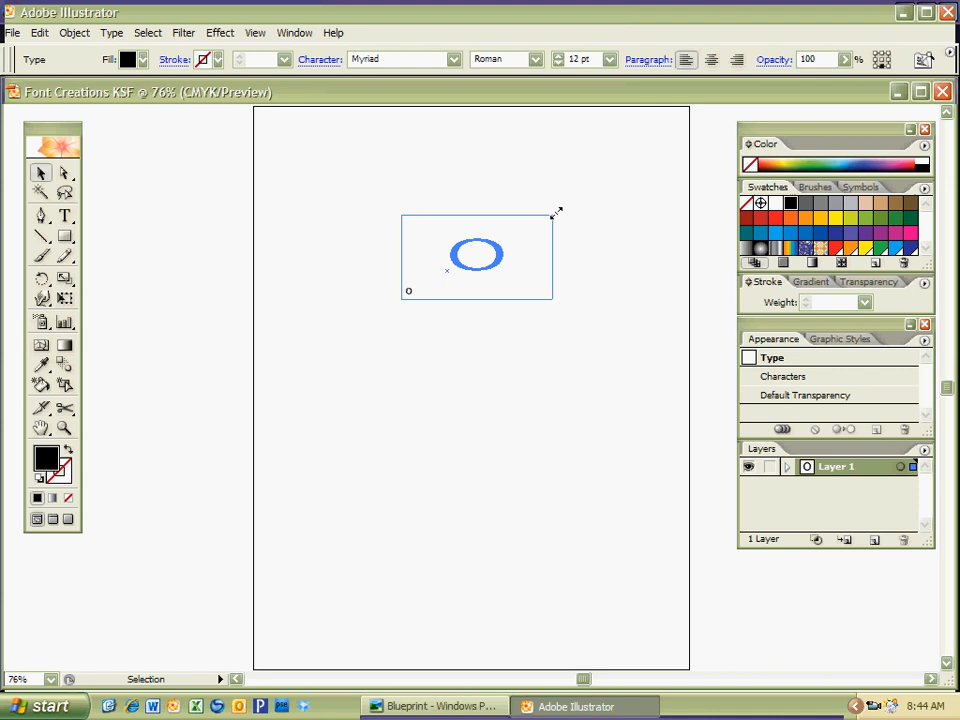 Adobe Illustrator
File Edit Object Type Select Filter Effect View Window Help
Type Fill: Stroke: Character: Myriad Roman 12 pt Paragraph: Opacity: 100 %
Font Creations KSF @ 76% (CMYK/Preview)
Color
Swatches Brushes Symbols
O
o
Stroke Gradient Transparency
Weight:
Appearance Graphic Styles
Type
Characters
Default Transparency
Layers
Layer 1
1 Layer
76% Selection
start Blueprint - Windows P... Adobe Illustrator 8:44 AM